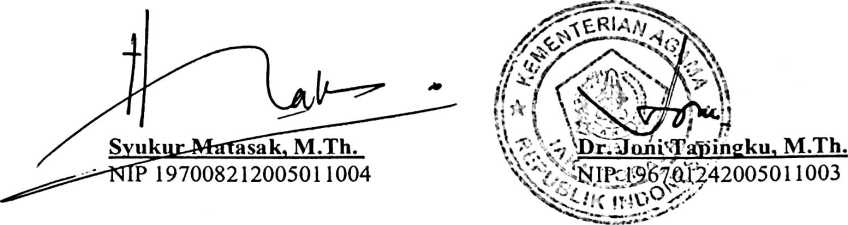 Syukur Matasak, M.Th.
NIP 197008212005011004
KEMENTERIAN AGAMA
REPUBLIK INDONESIA
Dr. Joni Tapingku, M.Th.
NIP 196701242005011003